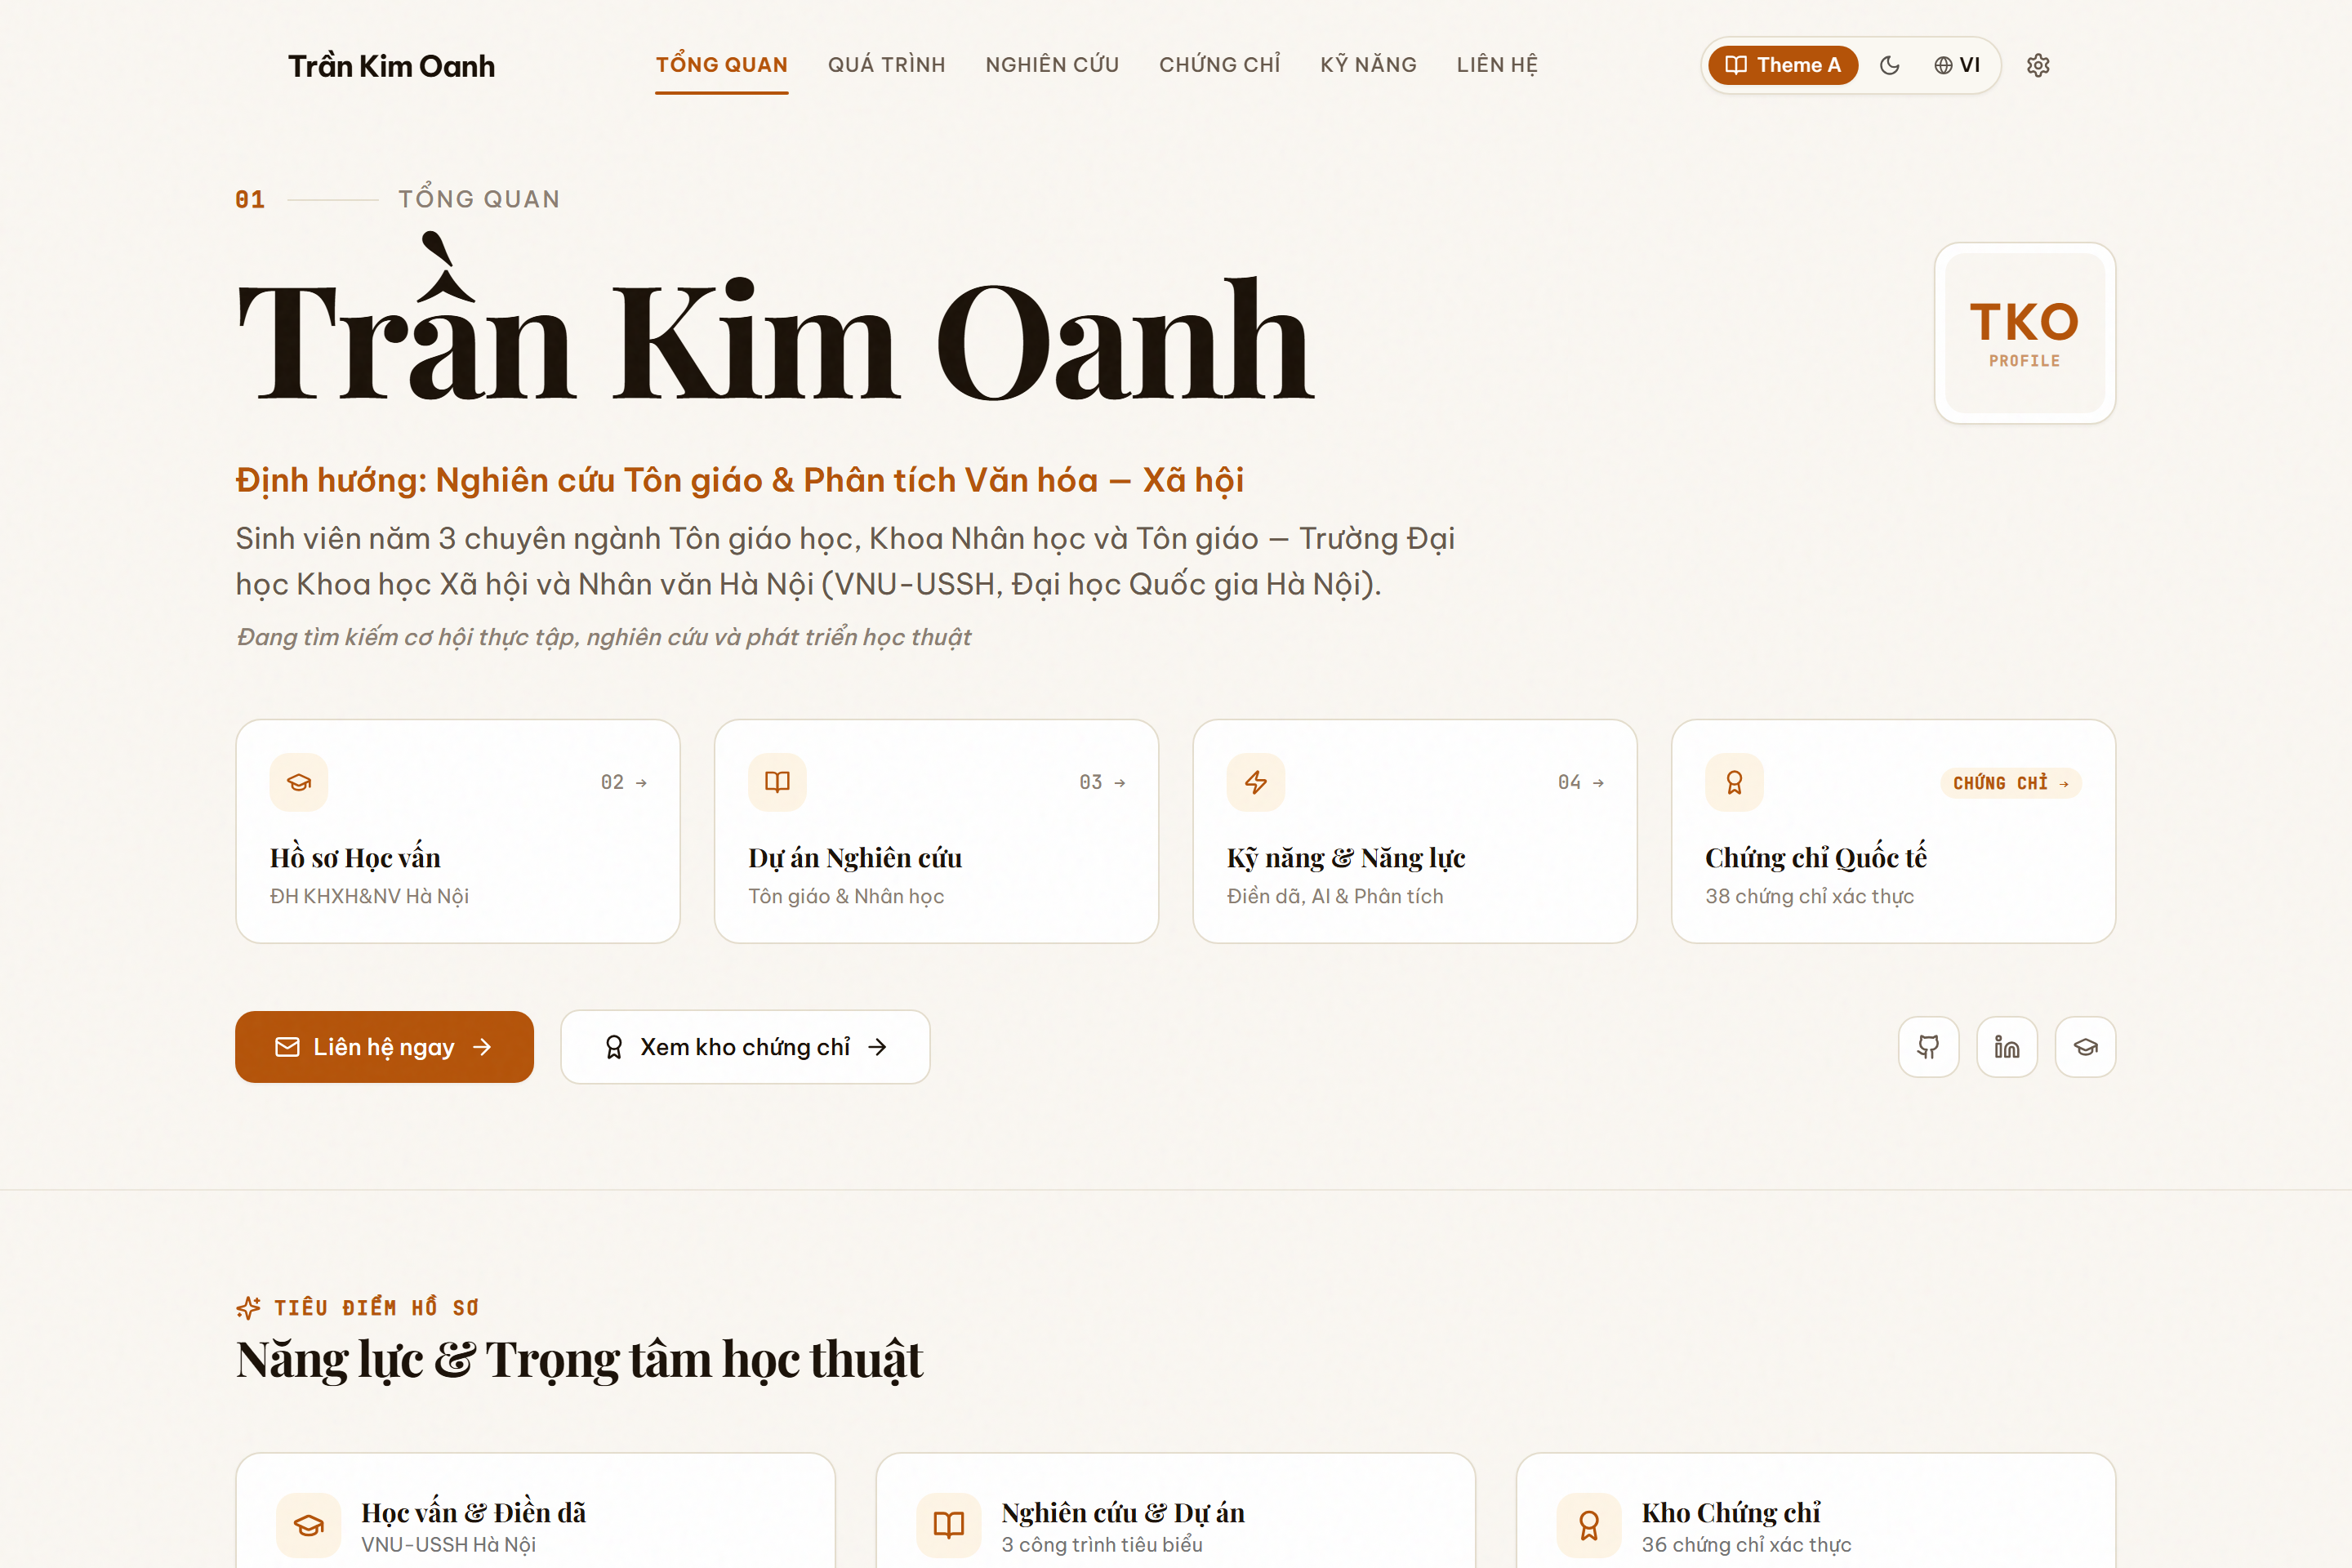 Trần Kim Oanh
TỔNG QUAN
QUÁ TRÌNH
NGHIÊN CỨU
CHỨNG CHỈ
KỸ NĂNG
LIÊN HỆ
Theme A
VI
01
TỔNG QUAN
Trần Kim Oanh
TKO
PROFILE
Định hướng: Nghiên cứu Tôn giáo & Phân tích Văn hóa — Xã hội
Sinh viên năm 3 chuyên ngành Tôn giáo học, Khoa Nhân học và Tôn giáo — Trường Đại
học Khoa học Xã hội và Nhân văn Hà Nội (VNU-USSH, Đại học Quốc gia Hà Nội).
Đang tìm kiếm cơ hội thực tập, nghiên cứu và phát triển học thuật
02 →
Hồ sơ Học vấn
ĐH KHXH&NV Hà Nội
03 →
Dự án Nghiên cứu
Tôn giáo & Nhân học
04 →
Kỹ năng & Năng lực
Điền dã, AI & Phân tích
CHỨNG CHỈ →
Chứng chỉ Quốc tế
38 chứng chỉ xác thực
Liên hệ ngay →
Xem kho chứng chỉ →
TIÊU ĐIỂM HỒ SƠ
Năng lực & Trọng tâm học thuật
Học vấn & Điền dã
VNU-USSH Hà Nội
Nghiên cứu & Dự án
3 công trình tiêu biểu
Kho Chứng chỉ
36 chứng chỉ xác thực